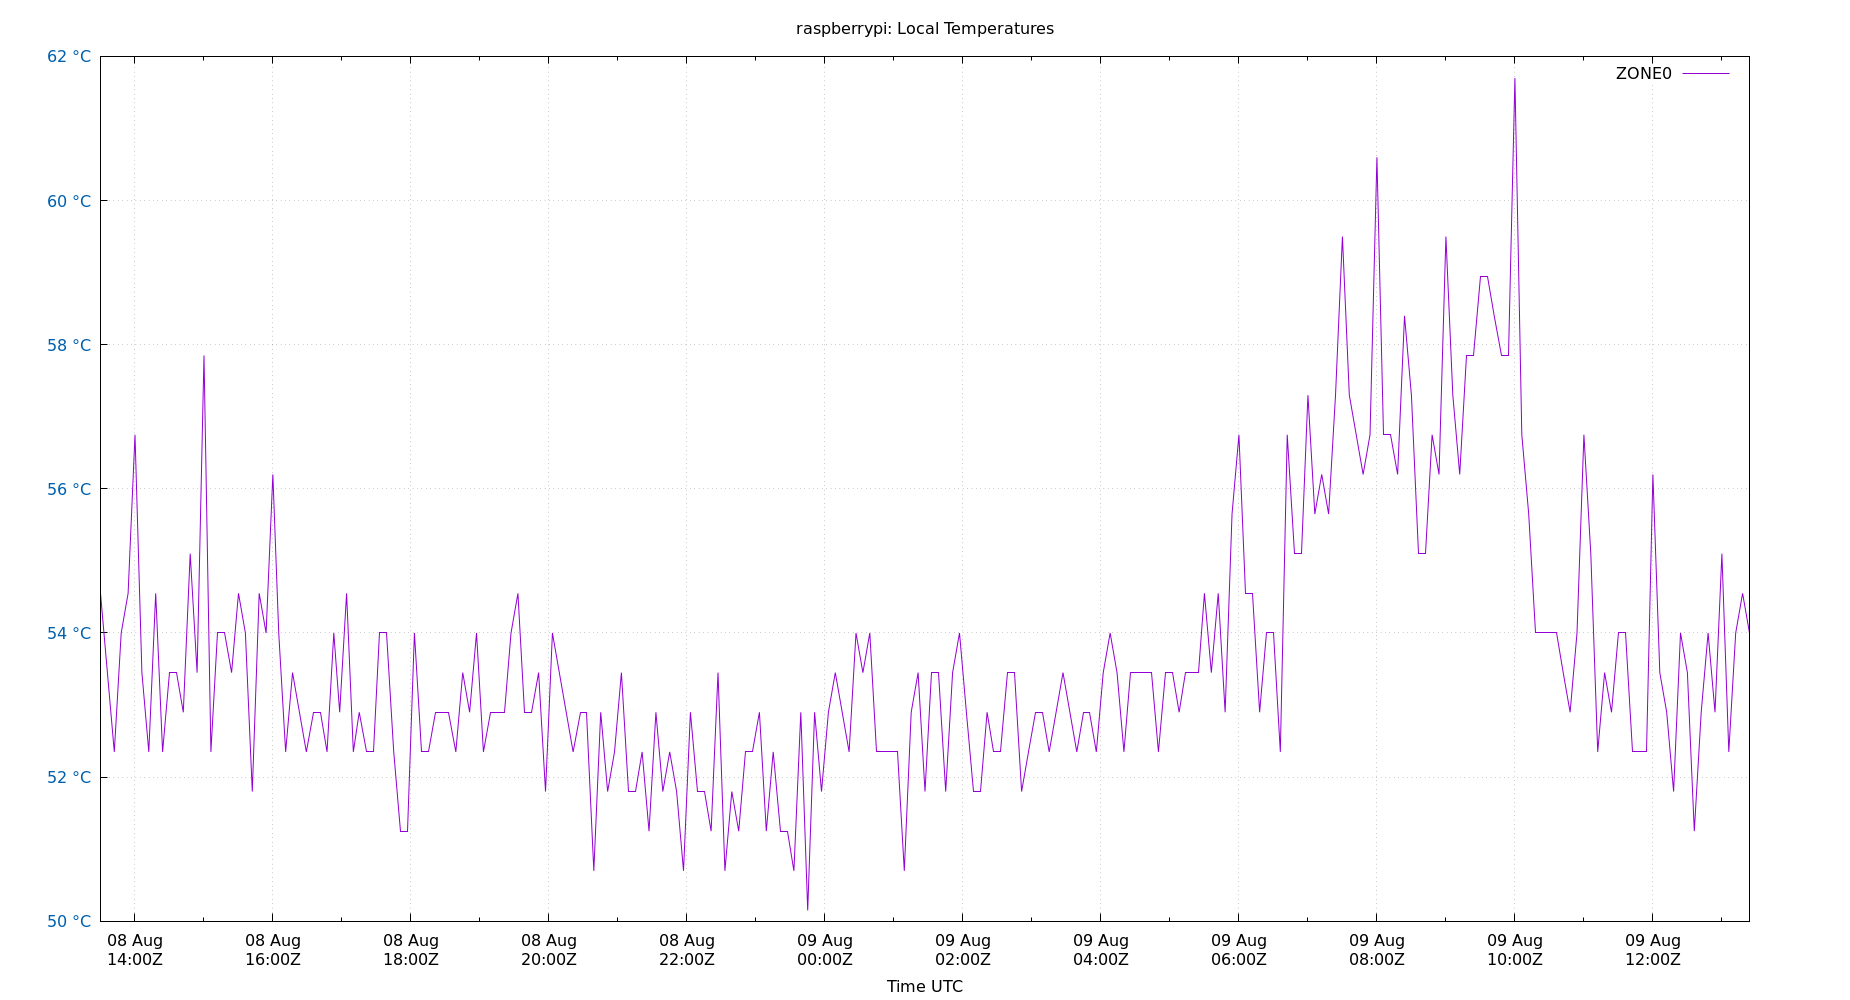 raspberrypi: Local Temperatures
62 °C
ZONE0
60 °C
58 °C
56 °C
54 °C
52 °C
50 °C
08 Aug 08 Aug 08 Aug 08 Aug 08 Aug 09 Aug 09 Aug 09 Aug 09 Aug 09 Aug 09 Aug 09 Aug
14:00Z 16:00Z 18:00Z 20:00Z 22:00Z 00:00Z 02:00Z 04:00Z 06:00Z 08:00Z 10:00Z 12:00Z
Time UTC